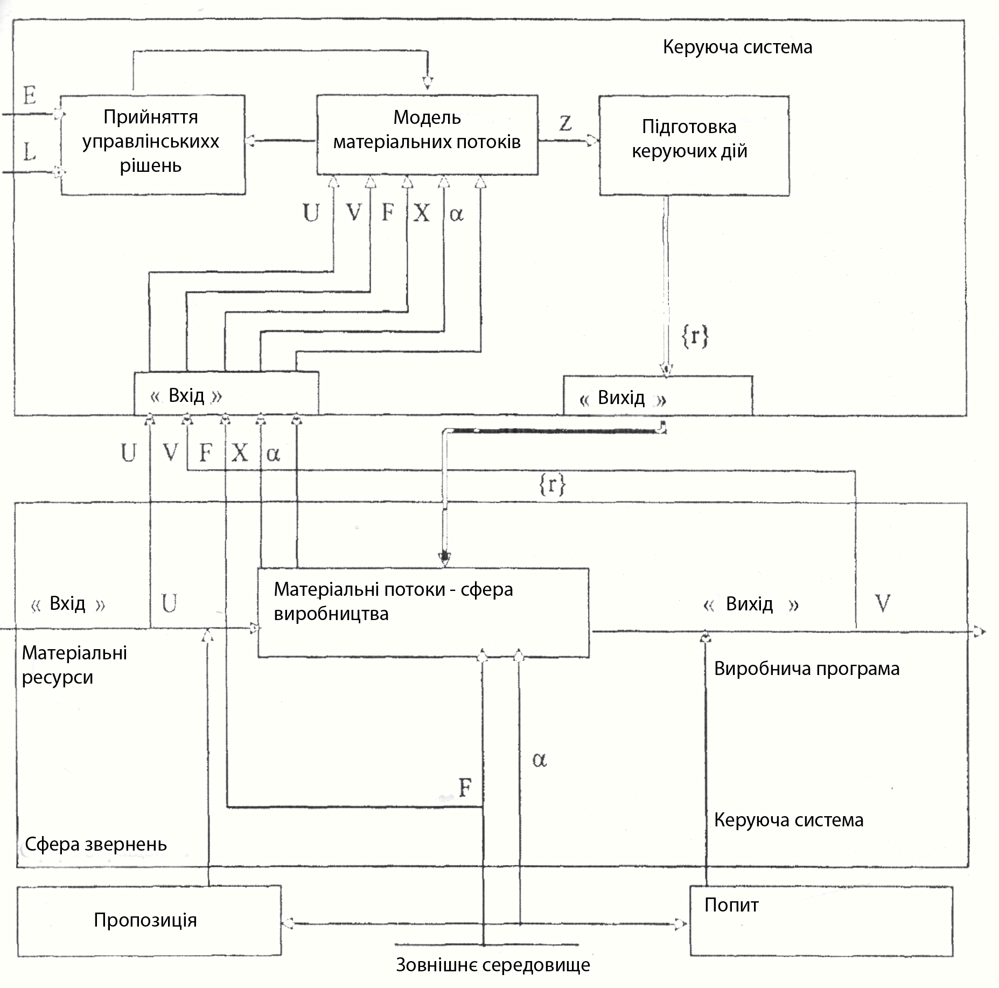 Керуюча система
E
L
Прийняття
управлінськихх
рішень
Модель
матеріальних потоків
Z
Підготовка
керуючих дій
U V F X α
{r}
« Вхід »
« Вихід »
U V F X α
{r}
« Вхід »
U
Матеріальні потоки - сфера
виробництва
« Вихід »
V
Матеріальні
ресурси
Виробнича програма
α
F
Керуюча система
Сфера звернень
Пропозиція
Попит
Зовнішнє середовище